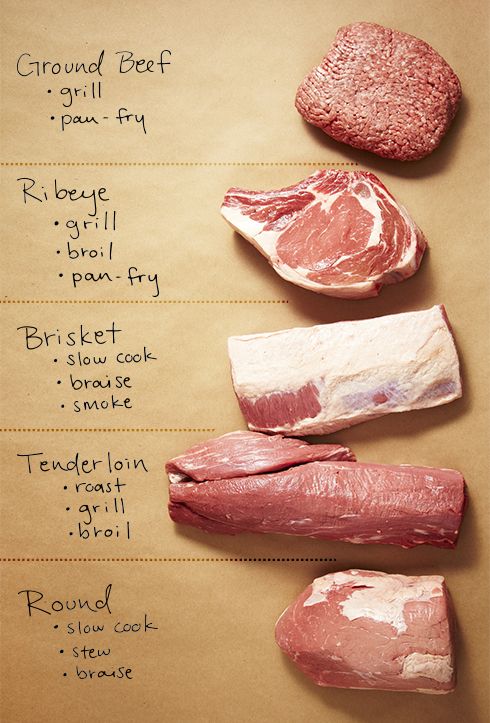 Ground Beef
• grill
• pan-fry
Ribeye
• grill
• broil
• pan-fry
Brisket
• slow cook
• braise
• smoke
Tenderloin
• roast
• grill
• broil
Round
• slow cook
• stew
• braise